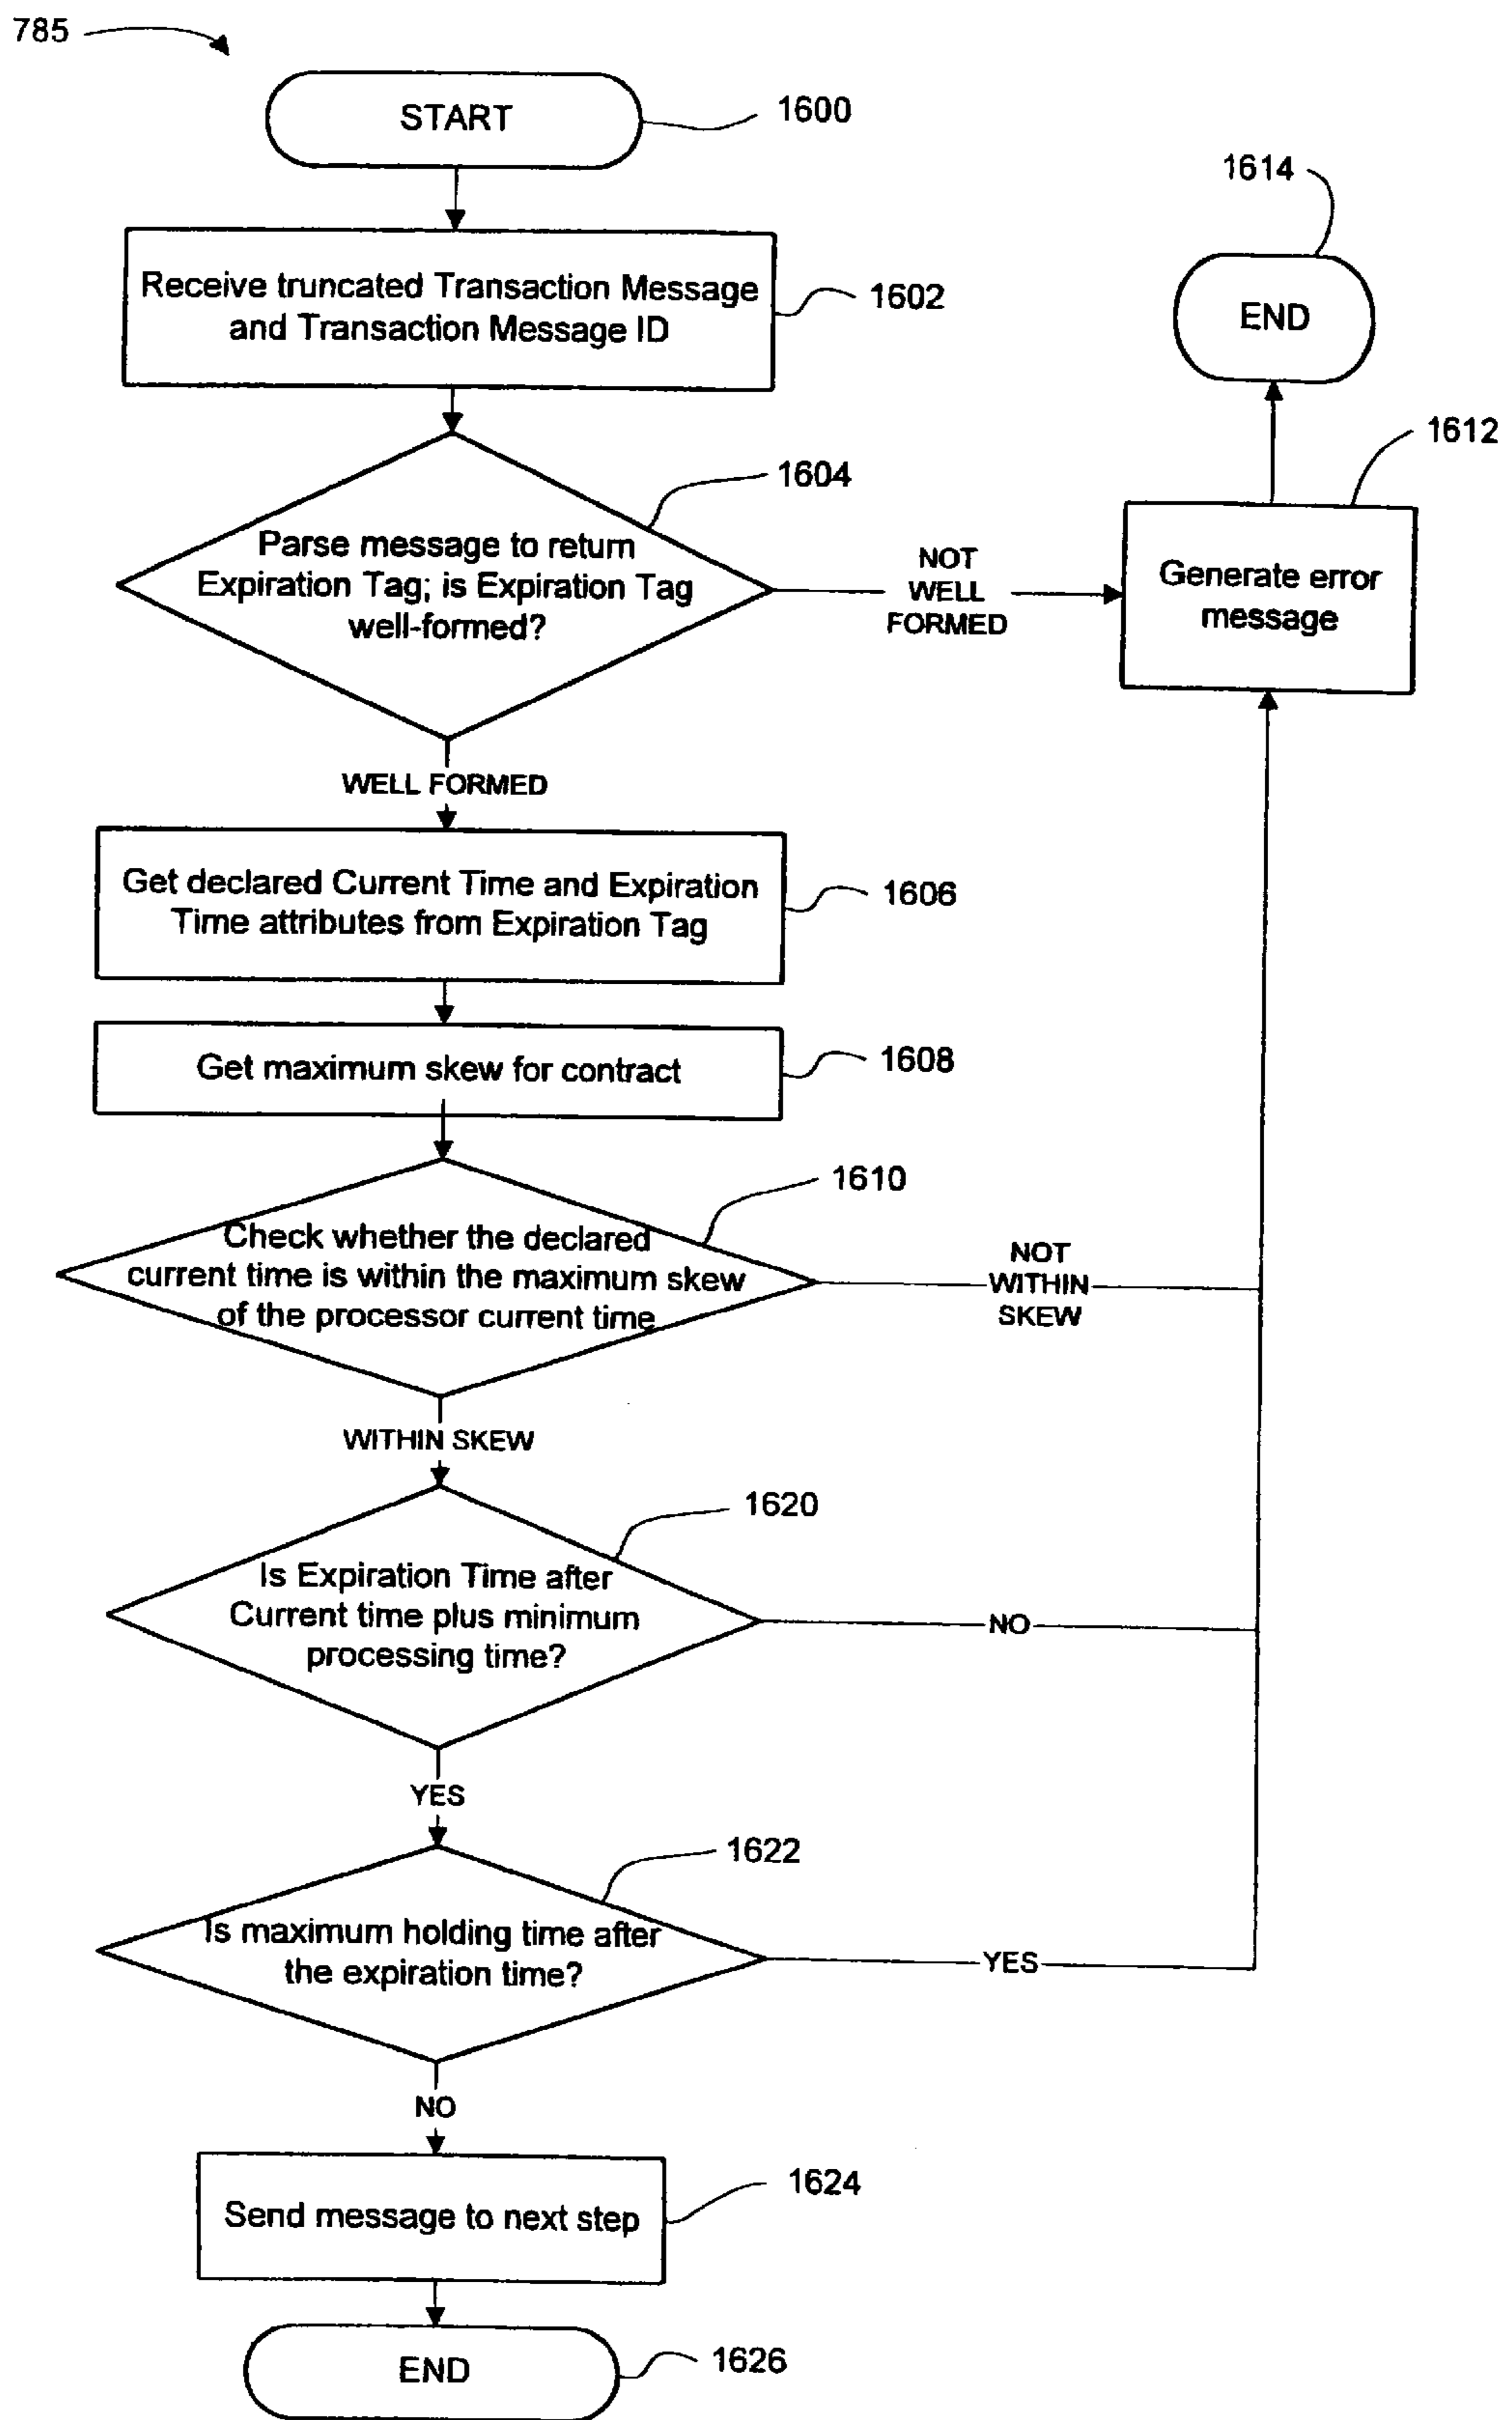 785
START
1600
1614
END
Receive truncated Transaction Message
and Transaction Message ID
1602
1612
Generate error
message
1604
Parse message to return
Expiration Tag; is Expiration Tag
well-formed?
NOT
WELL
FORMED
WELL FORMED
Get declared Current Time and Expiration
Time attributes from Expiration Tag
1606
Get maximum skew for contract
1608
1610
Check whether the declared
current time is within the maximum skew
of the processor current time
NOT
WITHIN
SKEW
WITHIN SKEW
1620
Is Expiration Time after
Current time plus minimum
processing time?
NO
YES
1622
Is maximum holding time after
the expiration time?
YES
NO
1624
Send message to next step
END
1626